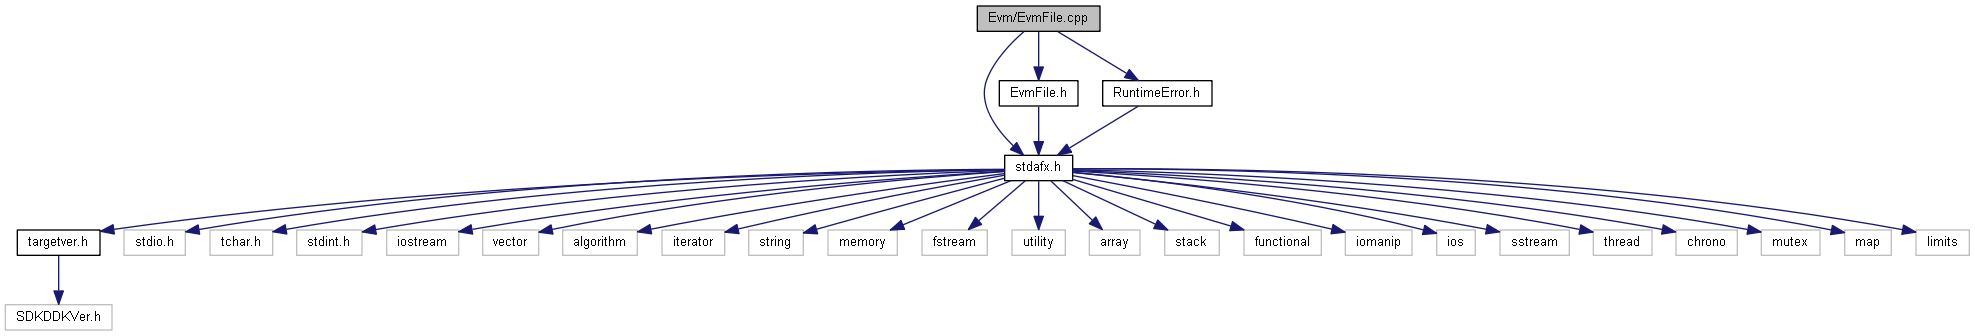 Evm/EvmFile.cpp
EvmFile.h
RuntimeError.h
stdafx.h
targetver.h
stdio.h
tchar.h
stdint.h
iostream
vector
algorithm
iterator
string
memory
fstream
utility
array
stack
functional
iomanip
ios
sstream
thread
chrono
mutex
map
limits
SDKDDKVer.h